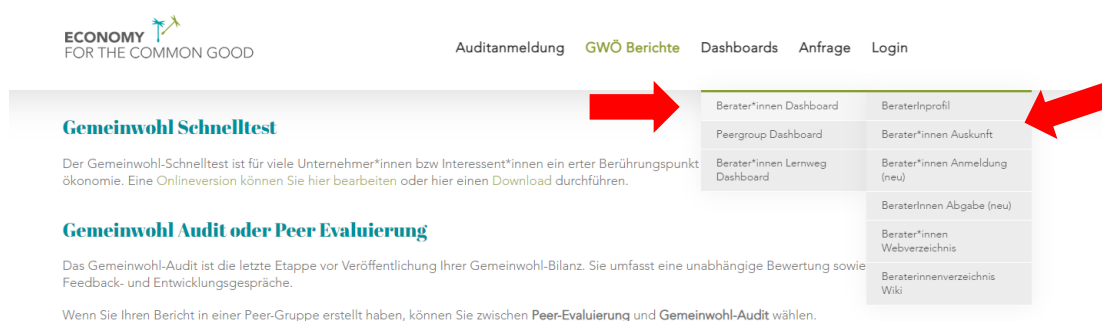 ECONOMY
FOR THE COMMON GOOD
Auditanmeldung GWÖ Berichte Dashboards Anfrage Login
Berater*innen Dashboard
Peergroup Dashboard
Berater*innen Lernweg
Dashboard
BeraterInprofil
Berater*innen Auskunft
Berater*innen Anmeldung
(neu)
BeraterInnen Abgabe (neu)
Berater*innen
Webverzeichnis
Beraterinnenverzeichnis
Wiki
Gemeinwohl Schnelltest
Der Gemeinwohl-Schnelltest ist für viele Unternehmer*innen bzw Interessent*innen ein erter Berührungspunkt
ökonomie. Eine Onlineversion können Sie hier bearbeiten oder hier einen Download durchführen.
Gemeinwohl Audit oder Peer Evaluierung
Das Gemeinwohl-Audit ist die letzte Etappe vor Veröffentlichung Ihrer Gemeinwohl-Bilanz. Sie umfasst eine unabhängige Bewertung sowie
Feedback- und Entwicklungsgespräche.
Wenn Sie Ihren Bericht in einer Peer-Gruppe erstellt haben, können Sie zwischen Peer-Evaluierung und Gemeinwohl-Audit wählen.